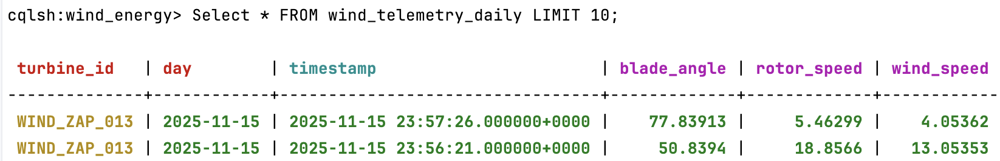 cqlsh:wind_energy> Select * FROM wind_telemetry_daily LIMIT 10;
turbine_id | day | timestamp | blade_angle | rotor_speed | wind_speed
--------------+------------+---------------------------------+-------------+-------------+------------
WIND_ZAP_013 | 2025-11-15 | 2025-11-15 23:57:26.000000+0000 | 77.83913 | 5.46299 | 4.05362
WIND_ZAP_013 | 2025-11-15 | 2025-11-15 23:56:21.000000+0000 | 50.8394 | 18.8566 | 13.05353